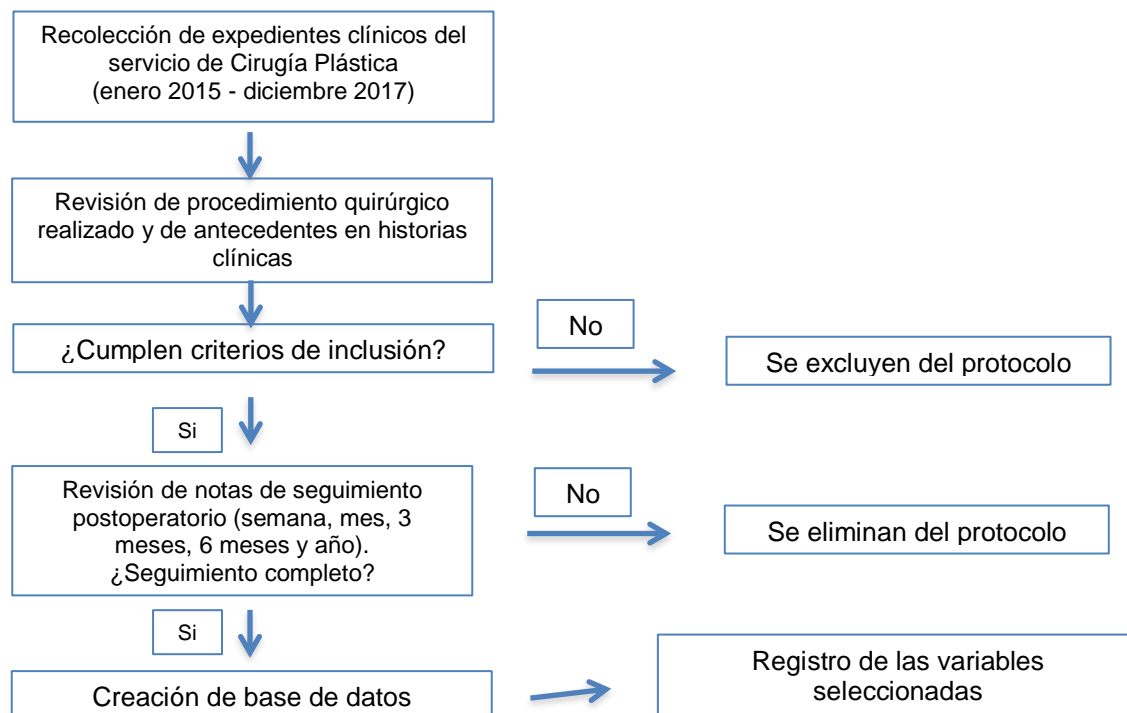 Recolección de expedientes clínicos del
servicio de Cirugía Plástica
(enero 2015 - diciembre 2017)
Revisión de procedimiento quirúrgico
realizado y de antecedentes en historias
clínicas
¿Cumplen criterios de inclusión?
No
Se excluyen del protocolo
Si
Revisión de notas de seguimiento
postoperatorio (semana, mes, 3
meses, 6 meses y año).
¿Seguimiento completo?
No
Se eliminan del protocolo
Si
Creación de base de datos
Registro de las variables
seleccionadas